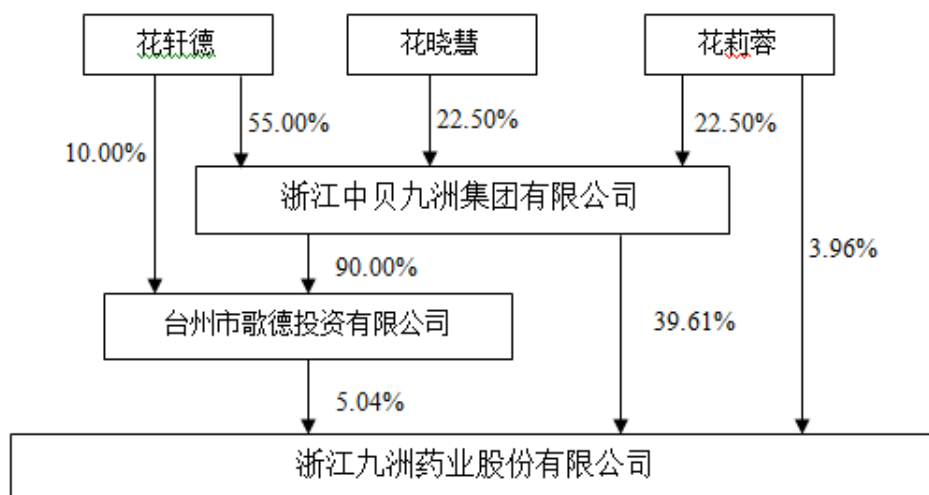 花轩德
花晓慧
花莉蓉
10.00%
55.00%
22.50%
22.50%
浙江中贝九洲集团有限公司
90.00%
3.96%
台州市歌德投资有限公司
39.61%
5.04%
浙江九洲药业股份有限公司